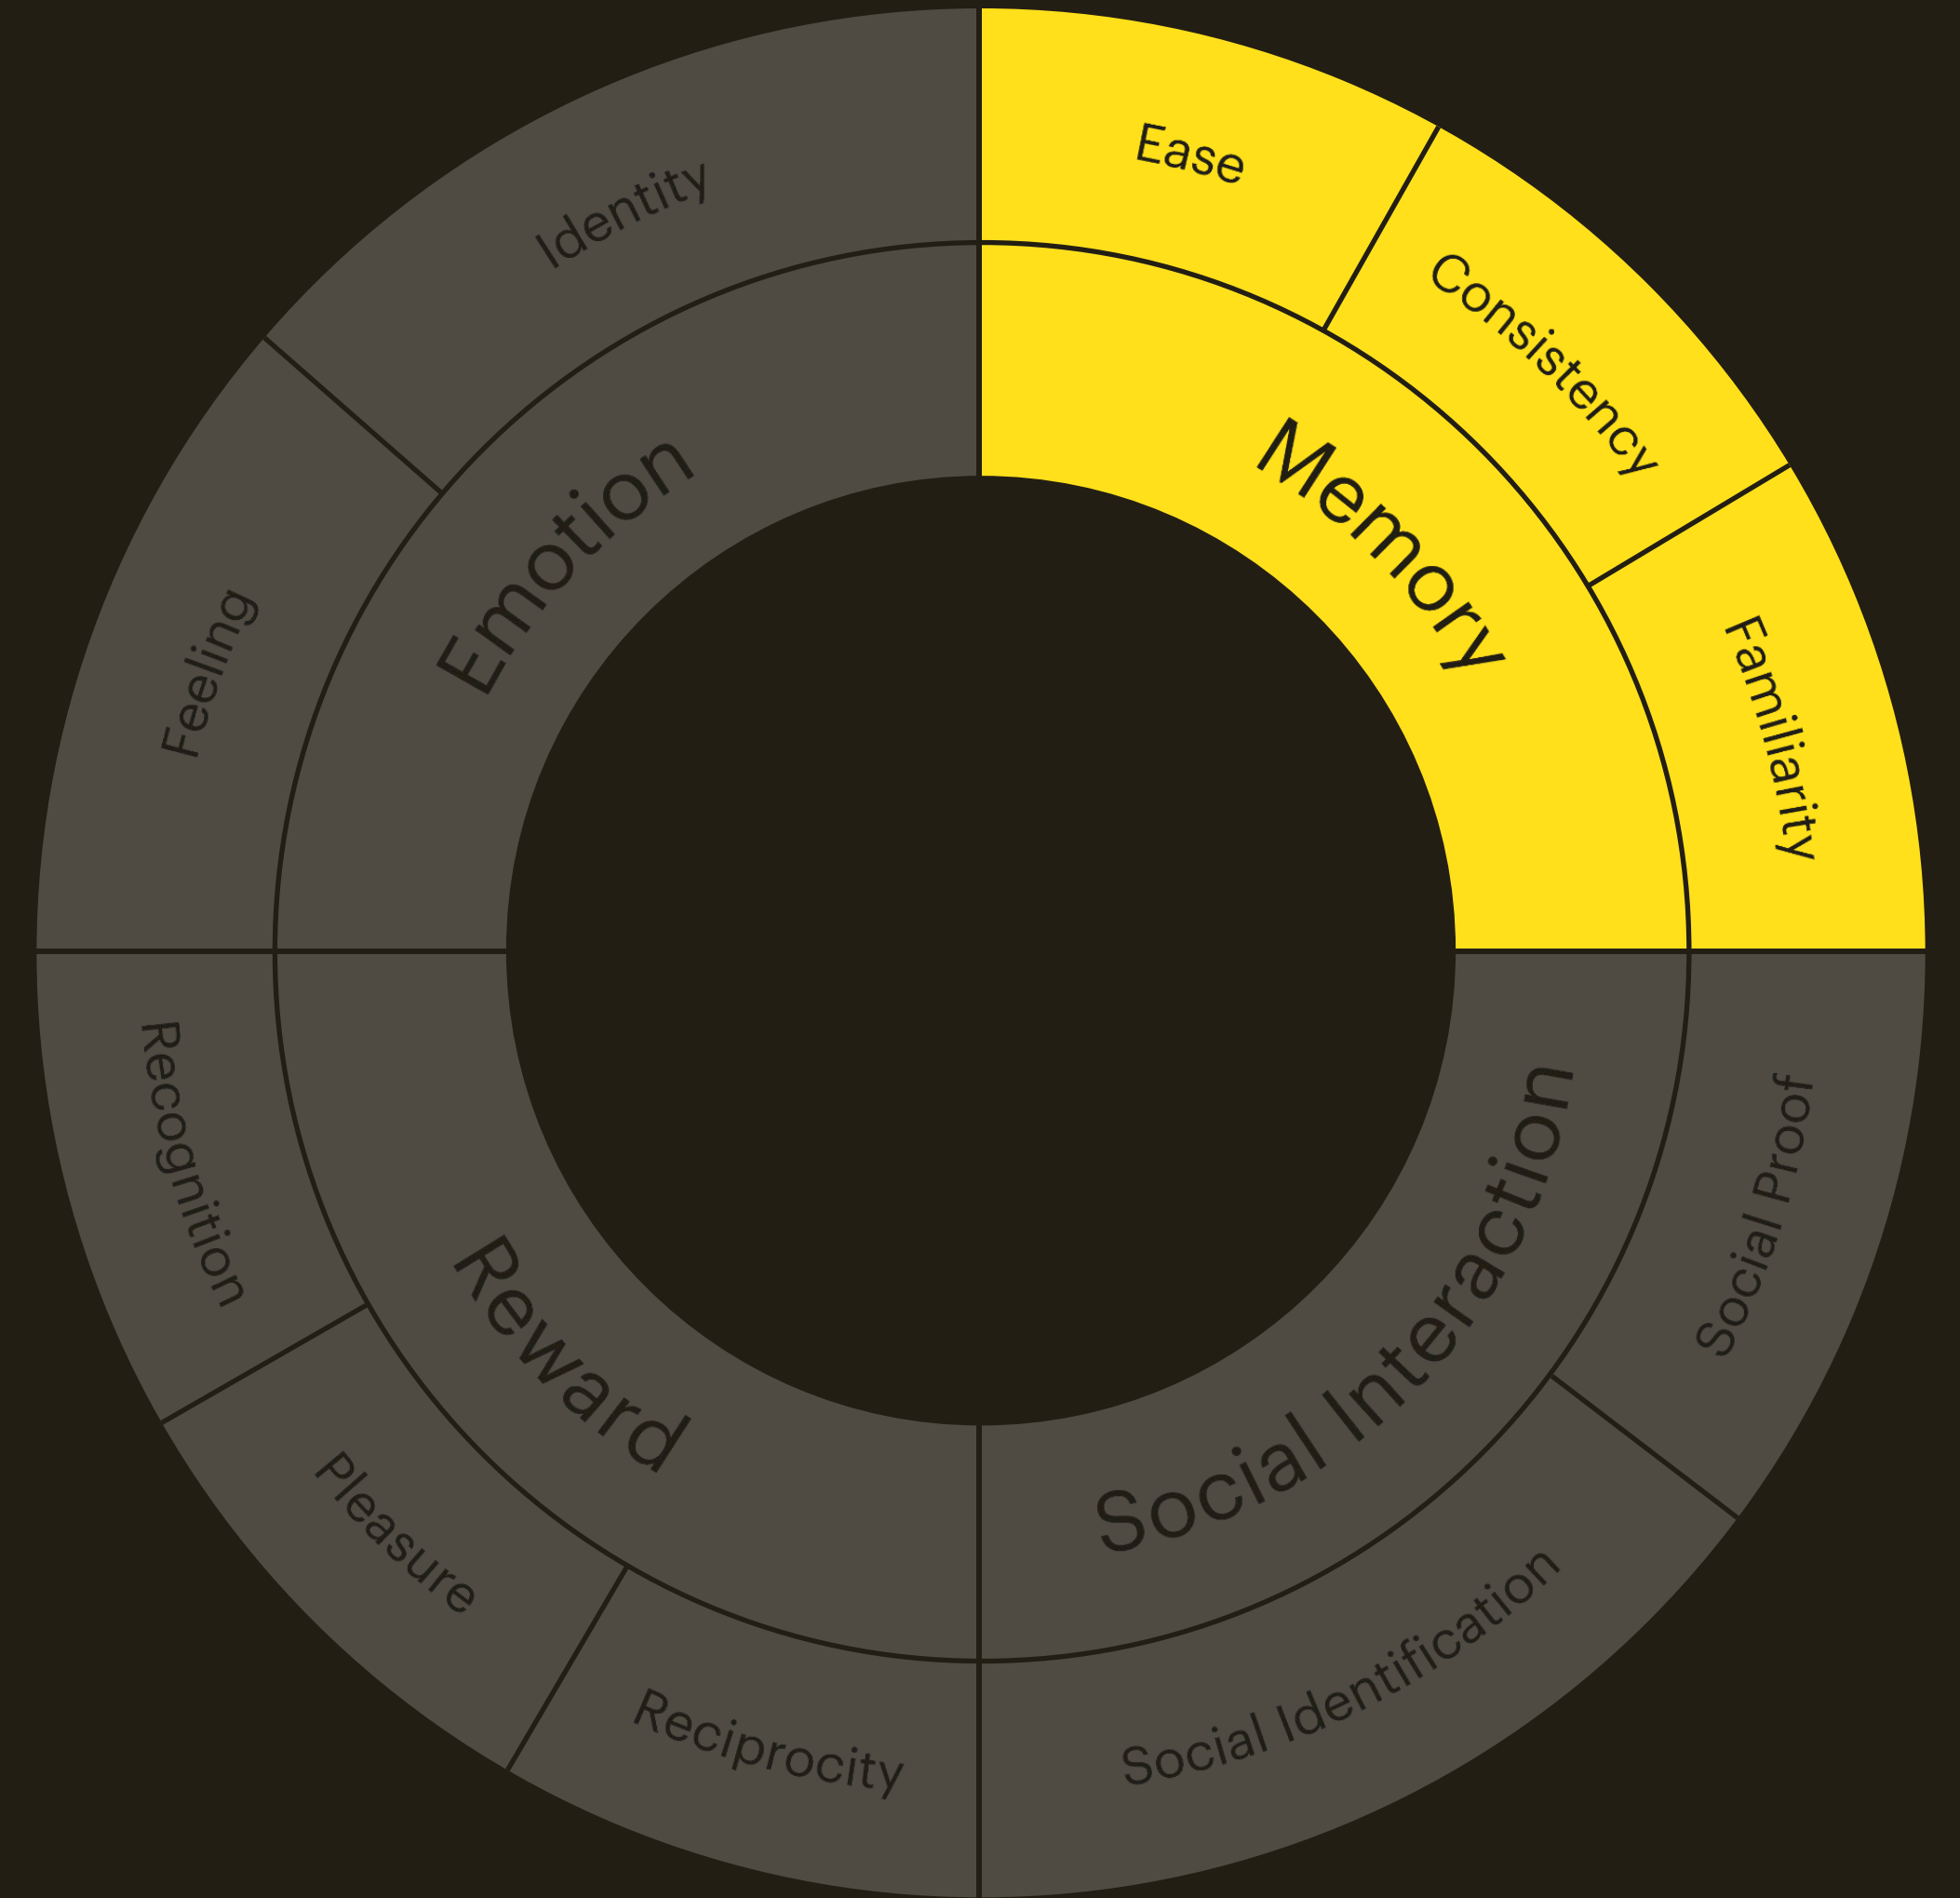 Ease
Consistency
Familiarity
Memory
Social Proof
Social Identification
Social Interaction
Reciprocity
Pleasure
Recognition
Reward
Feeling
Identity
Emotion